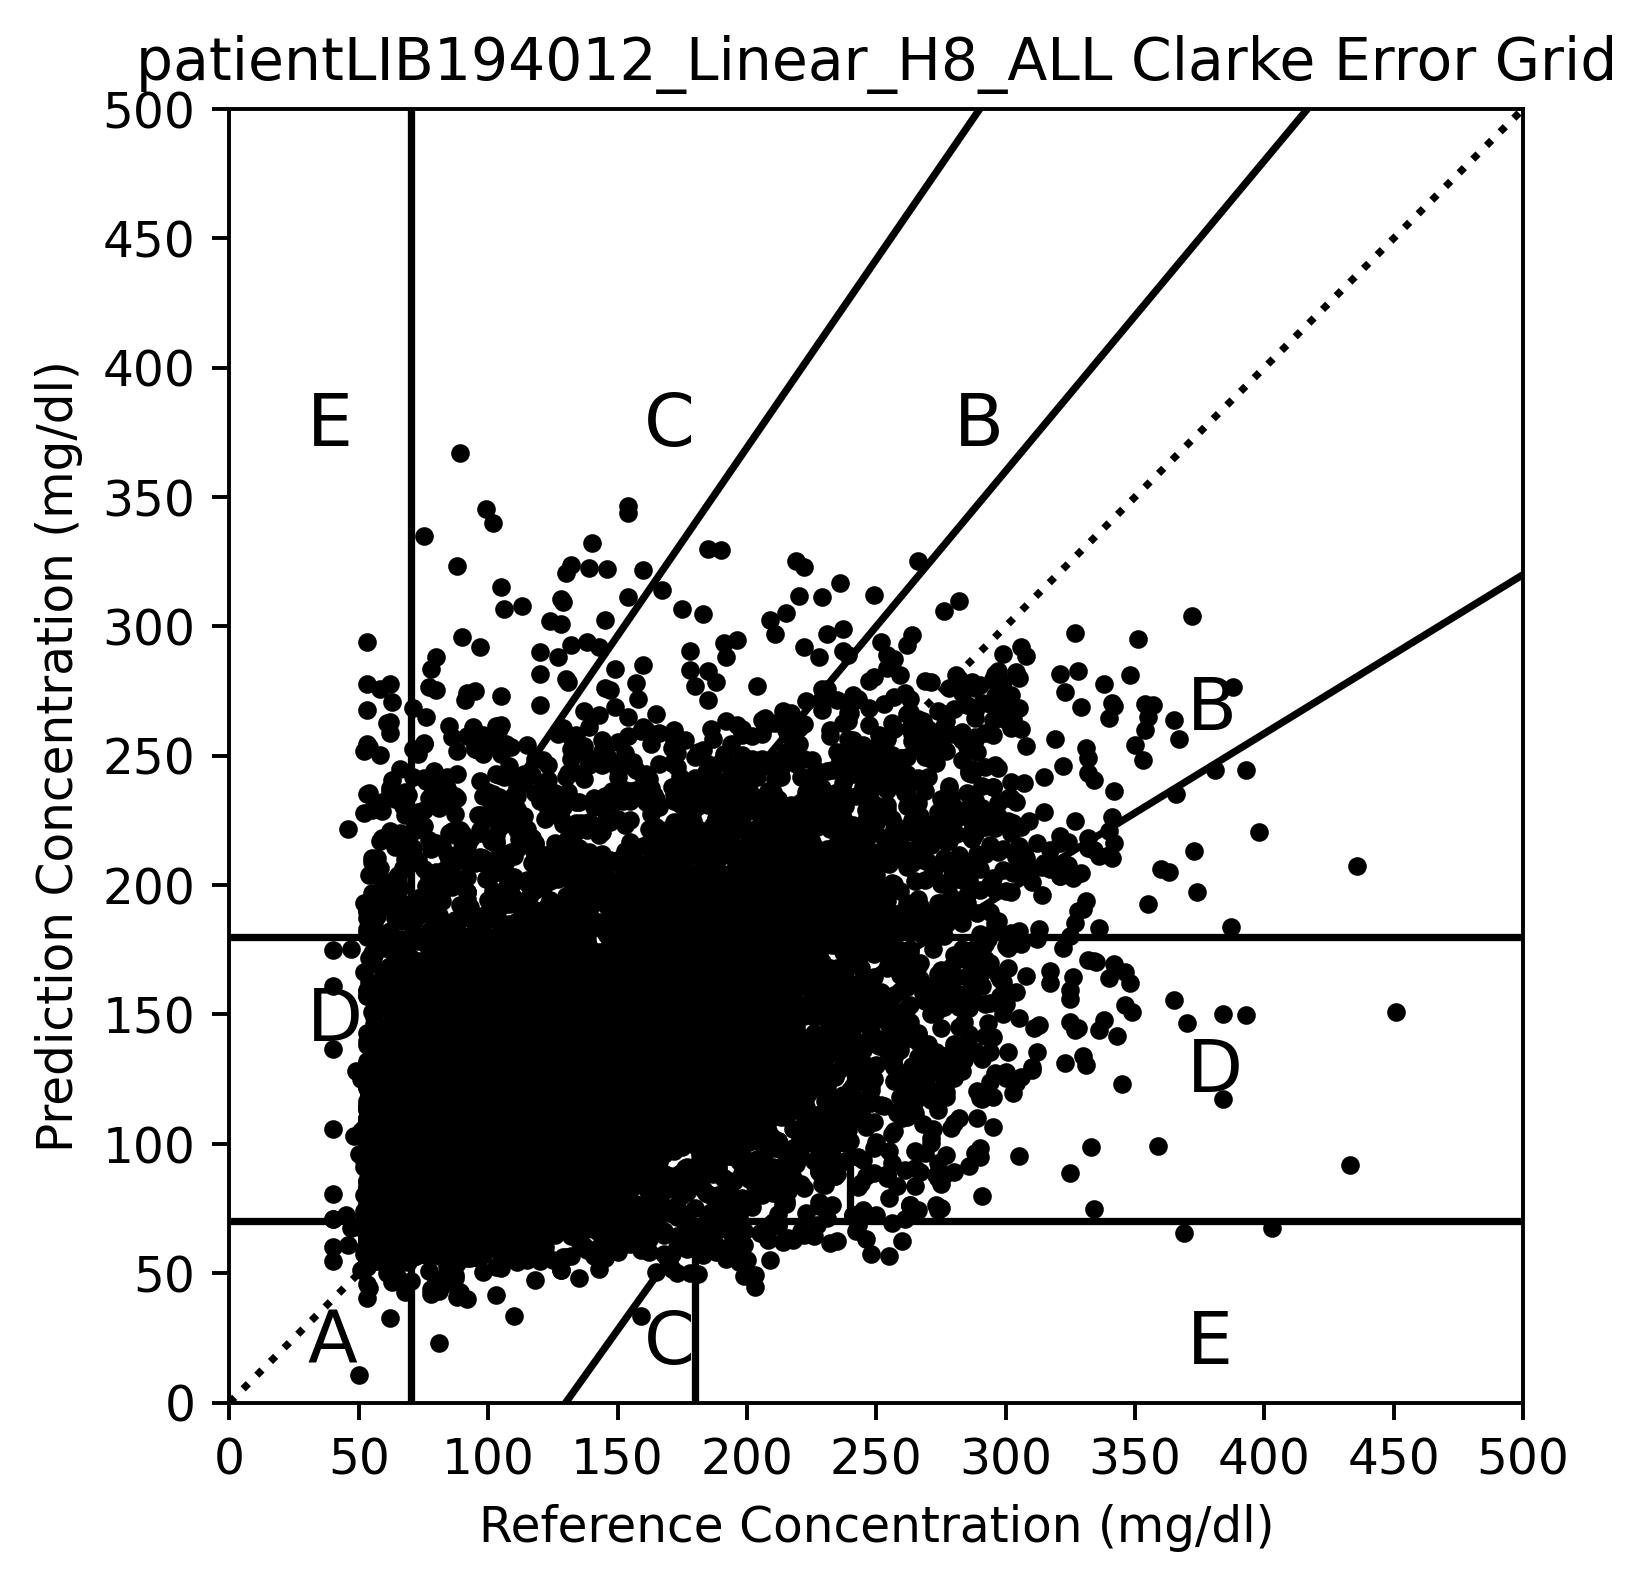 patientLIB194012_Linear_H8_ALL Clarke Error Grid
500
450
400
350
300
250
200
150
100
50
0
Prediction Concentration (mg/dl)
E
C
B
B
D
D
A
C
E
0 50 100 150 200 250 300 350 400 450 500
Reference Concentration (mg/dl)